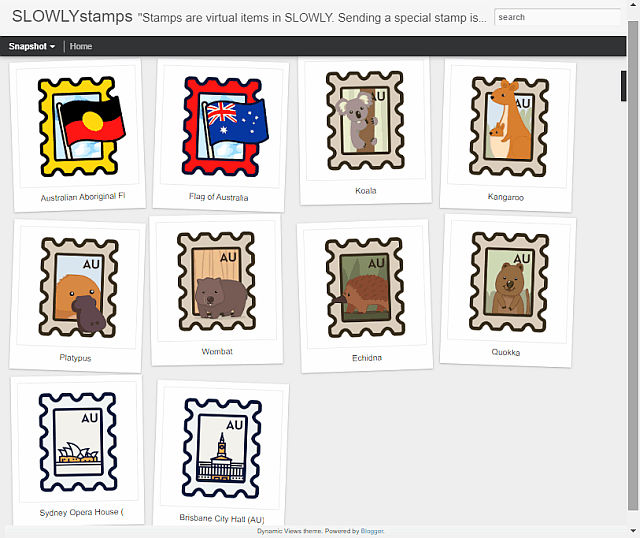 SLOWLYstamps "Stamps are virtual items in SLOWLY. Sending a special stamp is...
search
Snapshot Home
Australian Aboriginal Fl
Flag of Australia
AU
Koala
AU
Kangaroo
AU
Platypus
AU
Wombat
AU
Echidna
AU
Quokka
AU
Sydney Opera House (
AU
Brisbane City Hall (AU)
Dynamic Views theme. Powered by Blogger.